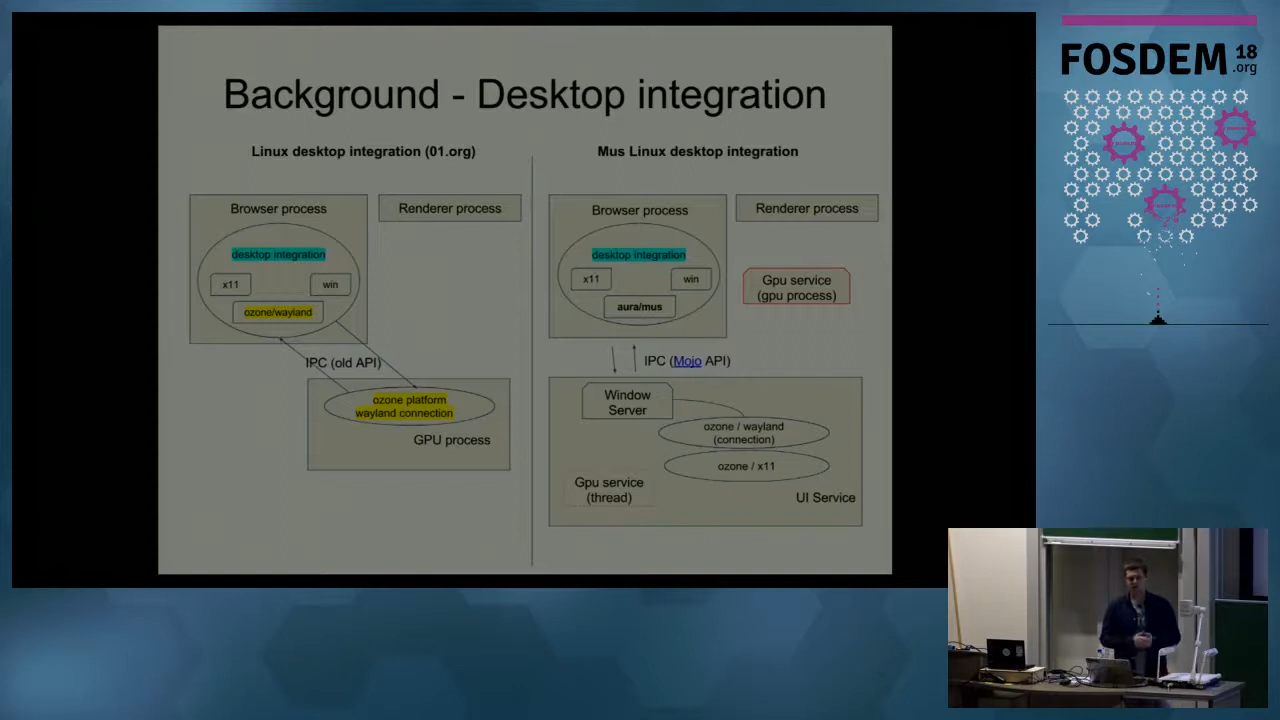 Background - Desktop integration
Linux desktop integration (01.org)
Browser process
Renderer process
desktop integration
x11
win
ozone/wayland
IPC (old API)
ozone platform
wayland connection
GPU process
Mus Linux desktop integration
Browser process
Renderer process
desktop integration
x11
win
aura/mus
Gpu service
(gpu process)
IPC (Mojo API)
Window
Server
ozone / wayland
(connection)
ozone / x11
Gpu service
(thread)
UI Service
FOSDEM 18
.org